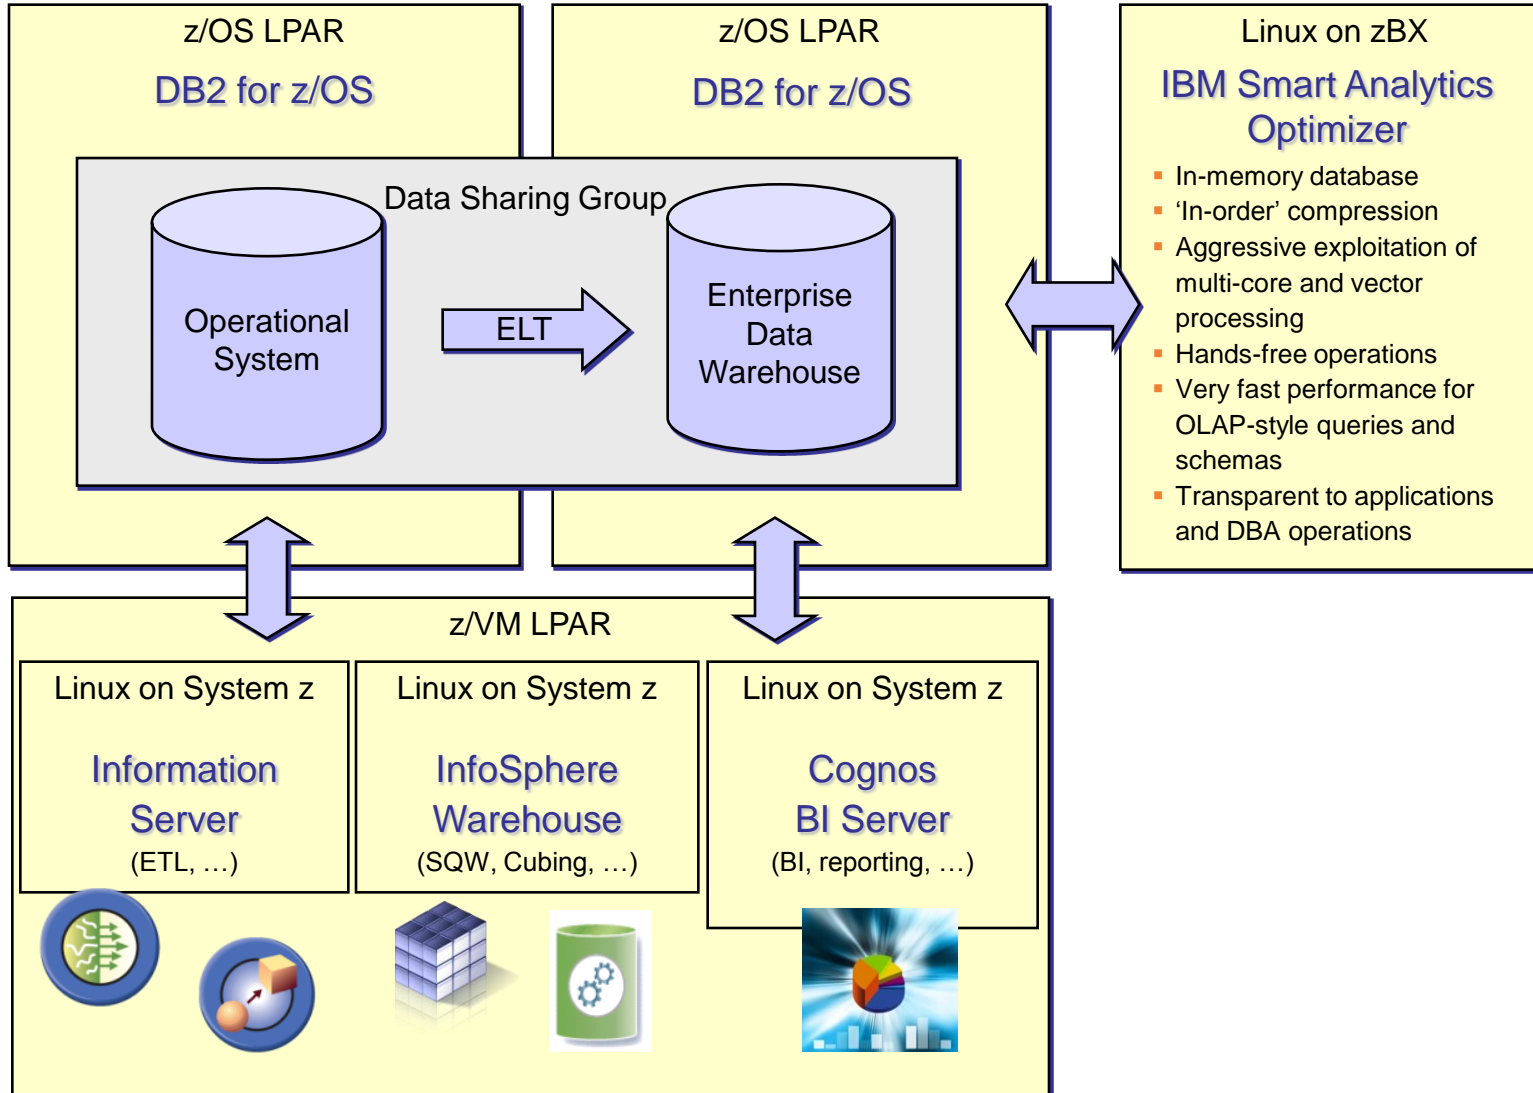 z/OS LPAR
DB2 for z/OS
z/OS LPAR
DB2 for z/OS
Data Sharing Group
Operational
System
ELT
Enterprise
Data
Warehouse
Linux on zBX
IBM Smart Analytics
Optimizer
▪ In-memory database
▪ ‘In-order’ compression
▪ Aggressive exploitation of
multi-core and vector
processing
▪ Hands-free operations
▪ Very fast performance for
OLAP-style queries and
schemas
▪ Transparent to applications
and DBA operations
z/VM LPAR
Linux on System z
Information
Server
(ETL, …)
Linux on System z
InfoSphere
Warehouse
(SQW, Cubing, …)
Linux on System z
Cognos
BI Server
(BI, reporting, …)